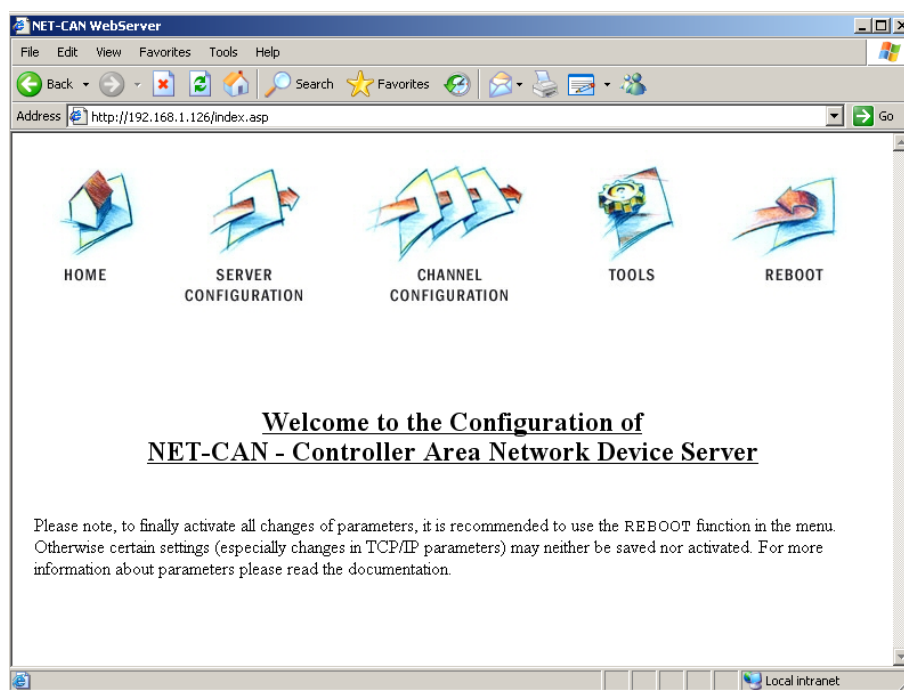 NET-CAN WebServer
File Edit View Favorites Tools Help
Back Search Favorites
Address http://192.168.1.126/index.asp Go
HOME
SERVER
CONFIGURATION
CHANNEL
CONFIGURATION
TOOLS
REBOOT
Welcome to the Configuration of
NET-CAN - Controller Area Network Device Server
Please note, to finally activate all changes of parameters, it is recommended to use the REBOOT function in the menu.
Otherwise certain settings (especially changes in TCP/IP parameters) may neither be saved nor activated. For more
information about parameters please read the documentation.
Local intranet